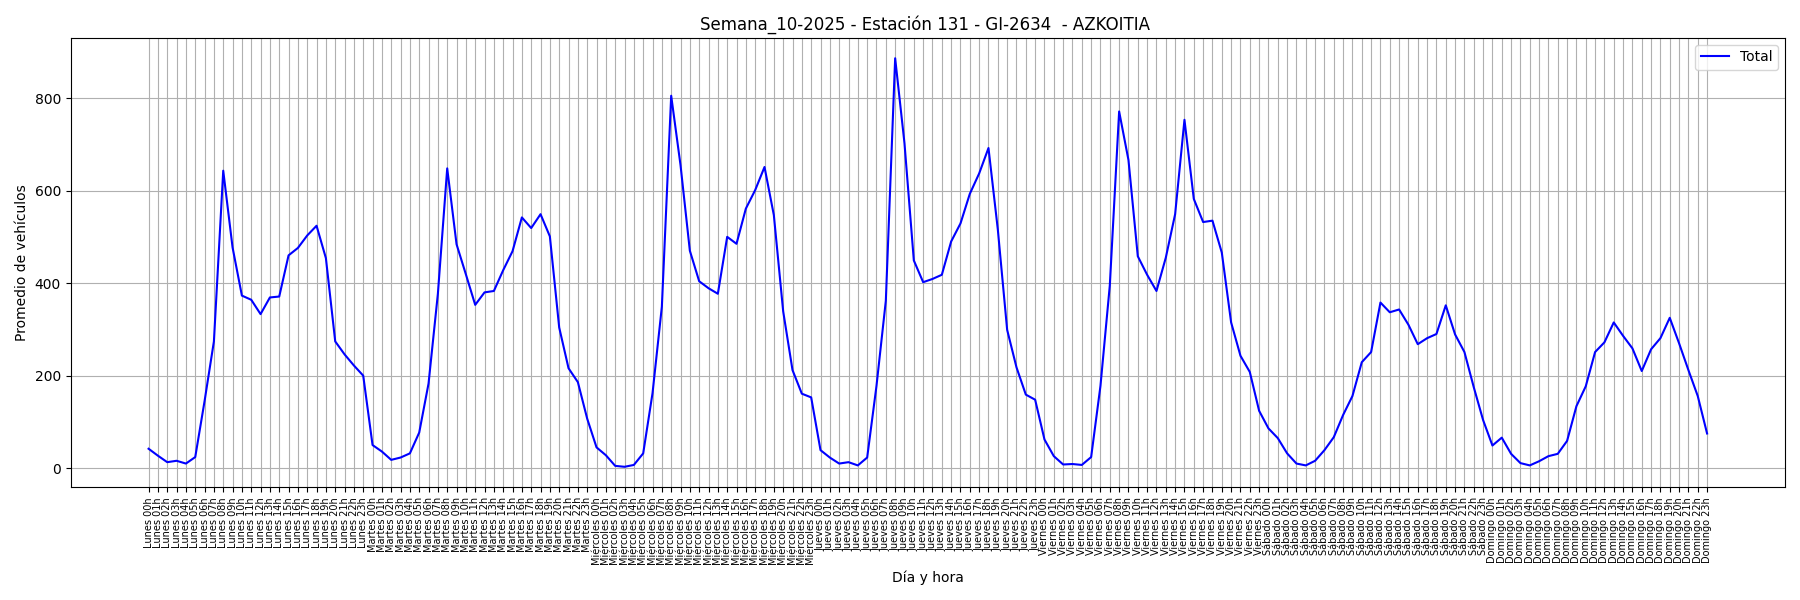 Semana_10-2025 - Estación 131 - GI-2634  - AZKOITIA
Total
Promedio de vehículos
800
600
400
200
0
Lunes 00h
Lunes 01h
Lunes 02h
Lunes 03h
Lunes 04h
Lunes 05h
Lunes 06h
Lunes 07h
Lunes 08h
Lunes 09h
Lunes 10h
Lunes 11h
Lunes 12h
Lunes 13h
Lunes 14h
Lunes 15h
Lunes 16h
Lunes 17h
Lunes 18h
Lunes 19h
Lunes 20h
Lunes 21h
Lunes 22h
Lunes 23h
Martes 00h
Martes 01h
Martes 02h
Martes 03h
Martes 04h
Martes 05h
Martes 06h
Martes 07h
Martes 08h
Martes 09h
Martes 10h
Martes 11h
Martes 12h
Martes 13h
Martes 14h
Martes 15h
Martes 16h
Martes 17h
Martes 18h
Martes 19h
Martes 20h
Martes 21h
Martes 22h
Martes 23h
Miércoles 00h
Miércoles 01h
Miércoles 02h
Miércoles 03h
Miércoles 04h
Miércoles 05h
Miércoles 06h
Miércoles 07h
Miércoles 08h
Miércoles 09h
Miércoles 10h
Miércoles 11h
Miércoles 12h
Miércoles 13h
Miércoles 14h
Miércoles 15h
Miércoles 16h
Miércoles 17h
Miércoles 18h
Miércoles 19h
Miércoles 20h
Miércoles 21h
Miércoles 22h
Miércoles 23h
Jueves 00h
Jueves 01h
Jueves 02h
Jueves 03h
Jueves 04h
Jueves 05h
Jueves 06h
Jueves 07h
Jueves 08h
Jueves 09h
Jueves 10h
Jueves 11h
Jueves 12h
Jueves 13h
Jueves 14h
Jueves 15h
Jueves 16h
Jueves 17h
Jueves 18h
Jueves 19h
Jueves 20h
Jueves 21h
Jueves 22h
Jueves 23h
Viernes 00h
Viernes 01h
Viernes 02h
Viernes 03h
Viernes 04h
Viernes 05h
Viernes 06h
Viernes 07h
Viernes 08h
Viernes 09h
Viernes 10h
Viernes 11h
Viernes 12h
Viernes 13h
Viernes 14h
Viernes 15h
Viernes 16h
Viernes 17h
Viernes 18h
Viernes 19h
Viernes 20h
Viernes 21h
Viernes 22h
Viernes 23h
Sábado 00h
Sábado 01h
Sábado 02h
Sábado 03h
Sábado 04h
Sábado 05h
Sábado 06h
Sábado 07h
Sábado 08h
Sábado 09h
Sábado 10h
Sábado 11h
Sábado 12h
Sábado 13h
Sábado 14h
Sábado 15h
Sábado 16h
Sábado 17h
Sábado 18h
Sábado 19h
Sábado 20h
Sábado 21h
Sábado 22h
Sábado 23h
Domingo 00h
Domingo 01h
Domingo 02h
Domingo 03h
Domingo 04h
Domingo 05h
Domingo 06h
Domingo 07h
Domingo 08h
Domingo 09h
Domingo 10h
Domingo 11h
Domingo 12h
Domingo 13h
Domingo 14h
Domingo 15h
Domingo 16h
Domingo 17h
Domingo 18h
Domingo 19h
Domingo 20h
Domingo 21h
Domingo 22h
Domingo 23h
Día y hora